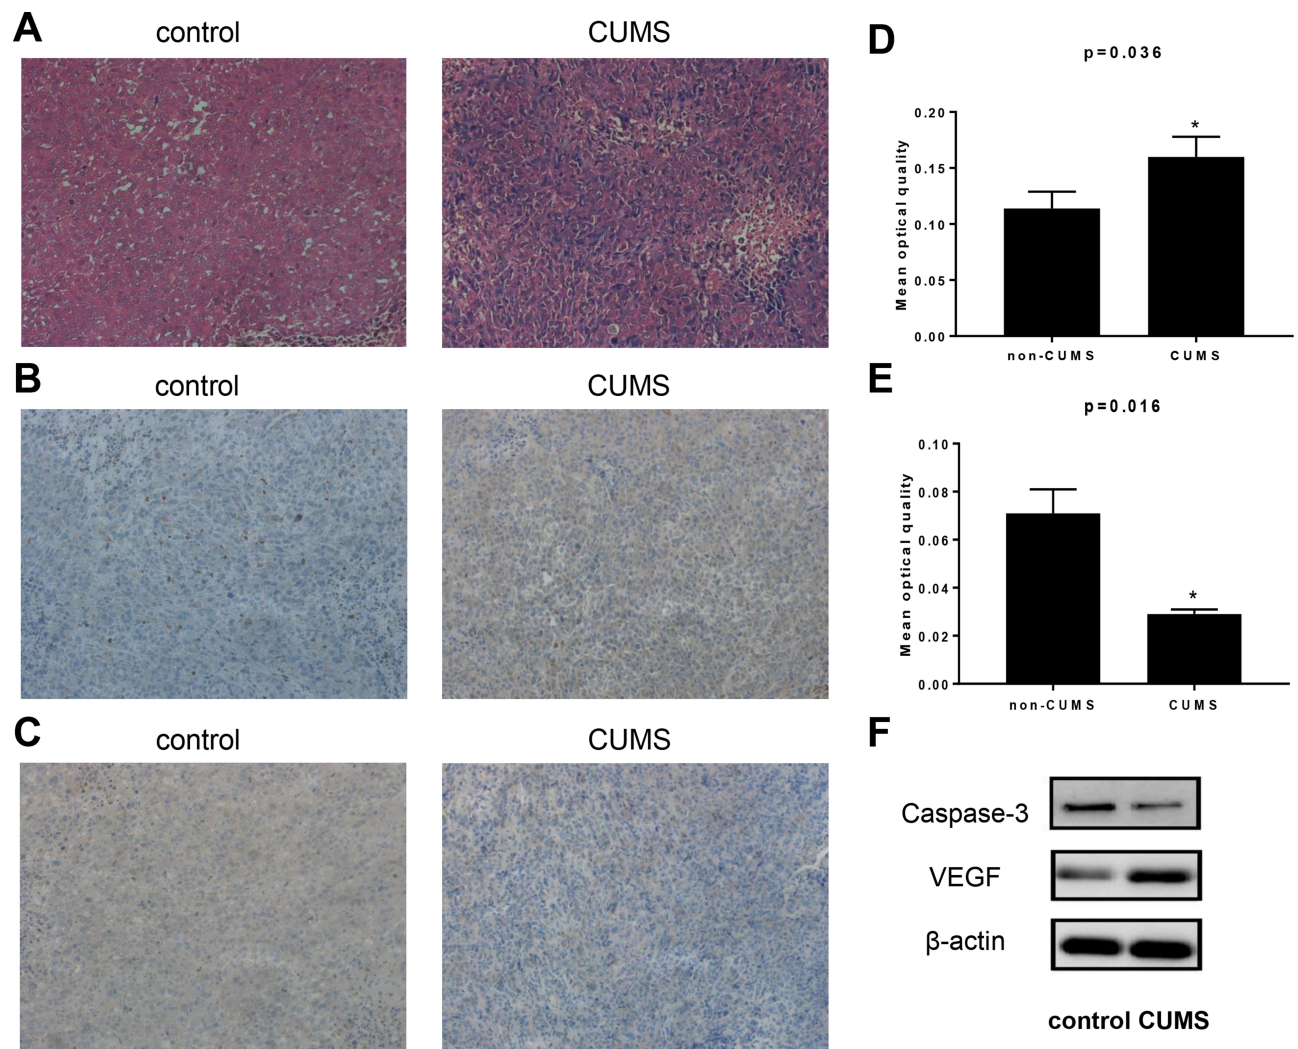 A
control
CUMS
B
control
CUMS
C
control
CUMS
D
p=0.036
Mean optical quality
0.20
*
0.15
0.10
0.05
0.00
non-CUMS CUMS
E
p=0.016
Mean optical quality
0.10
0.08
0.06
0.04
*
0.02
0.00
non-CUMS CUMS
F
Caspase-3
VEGF
β-actin
control CUMS